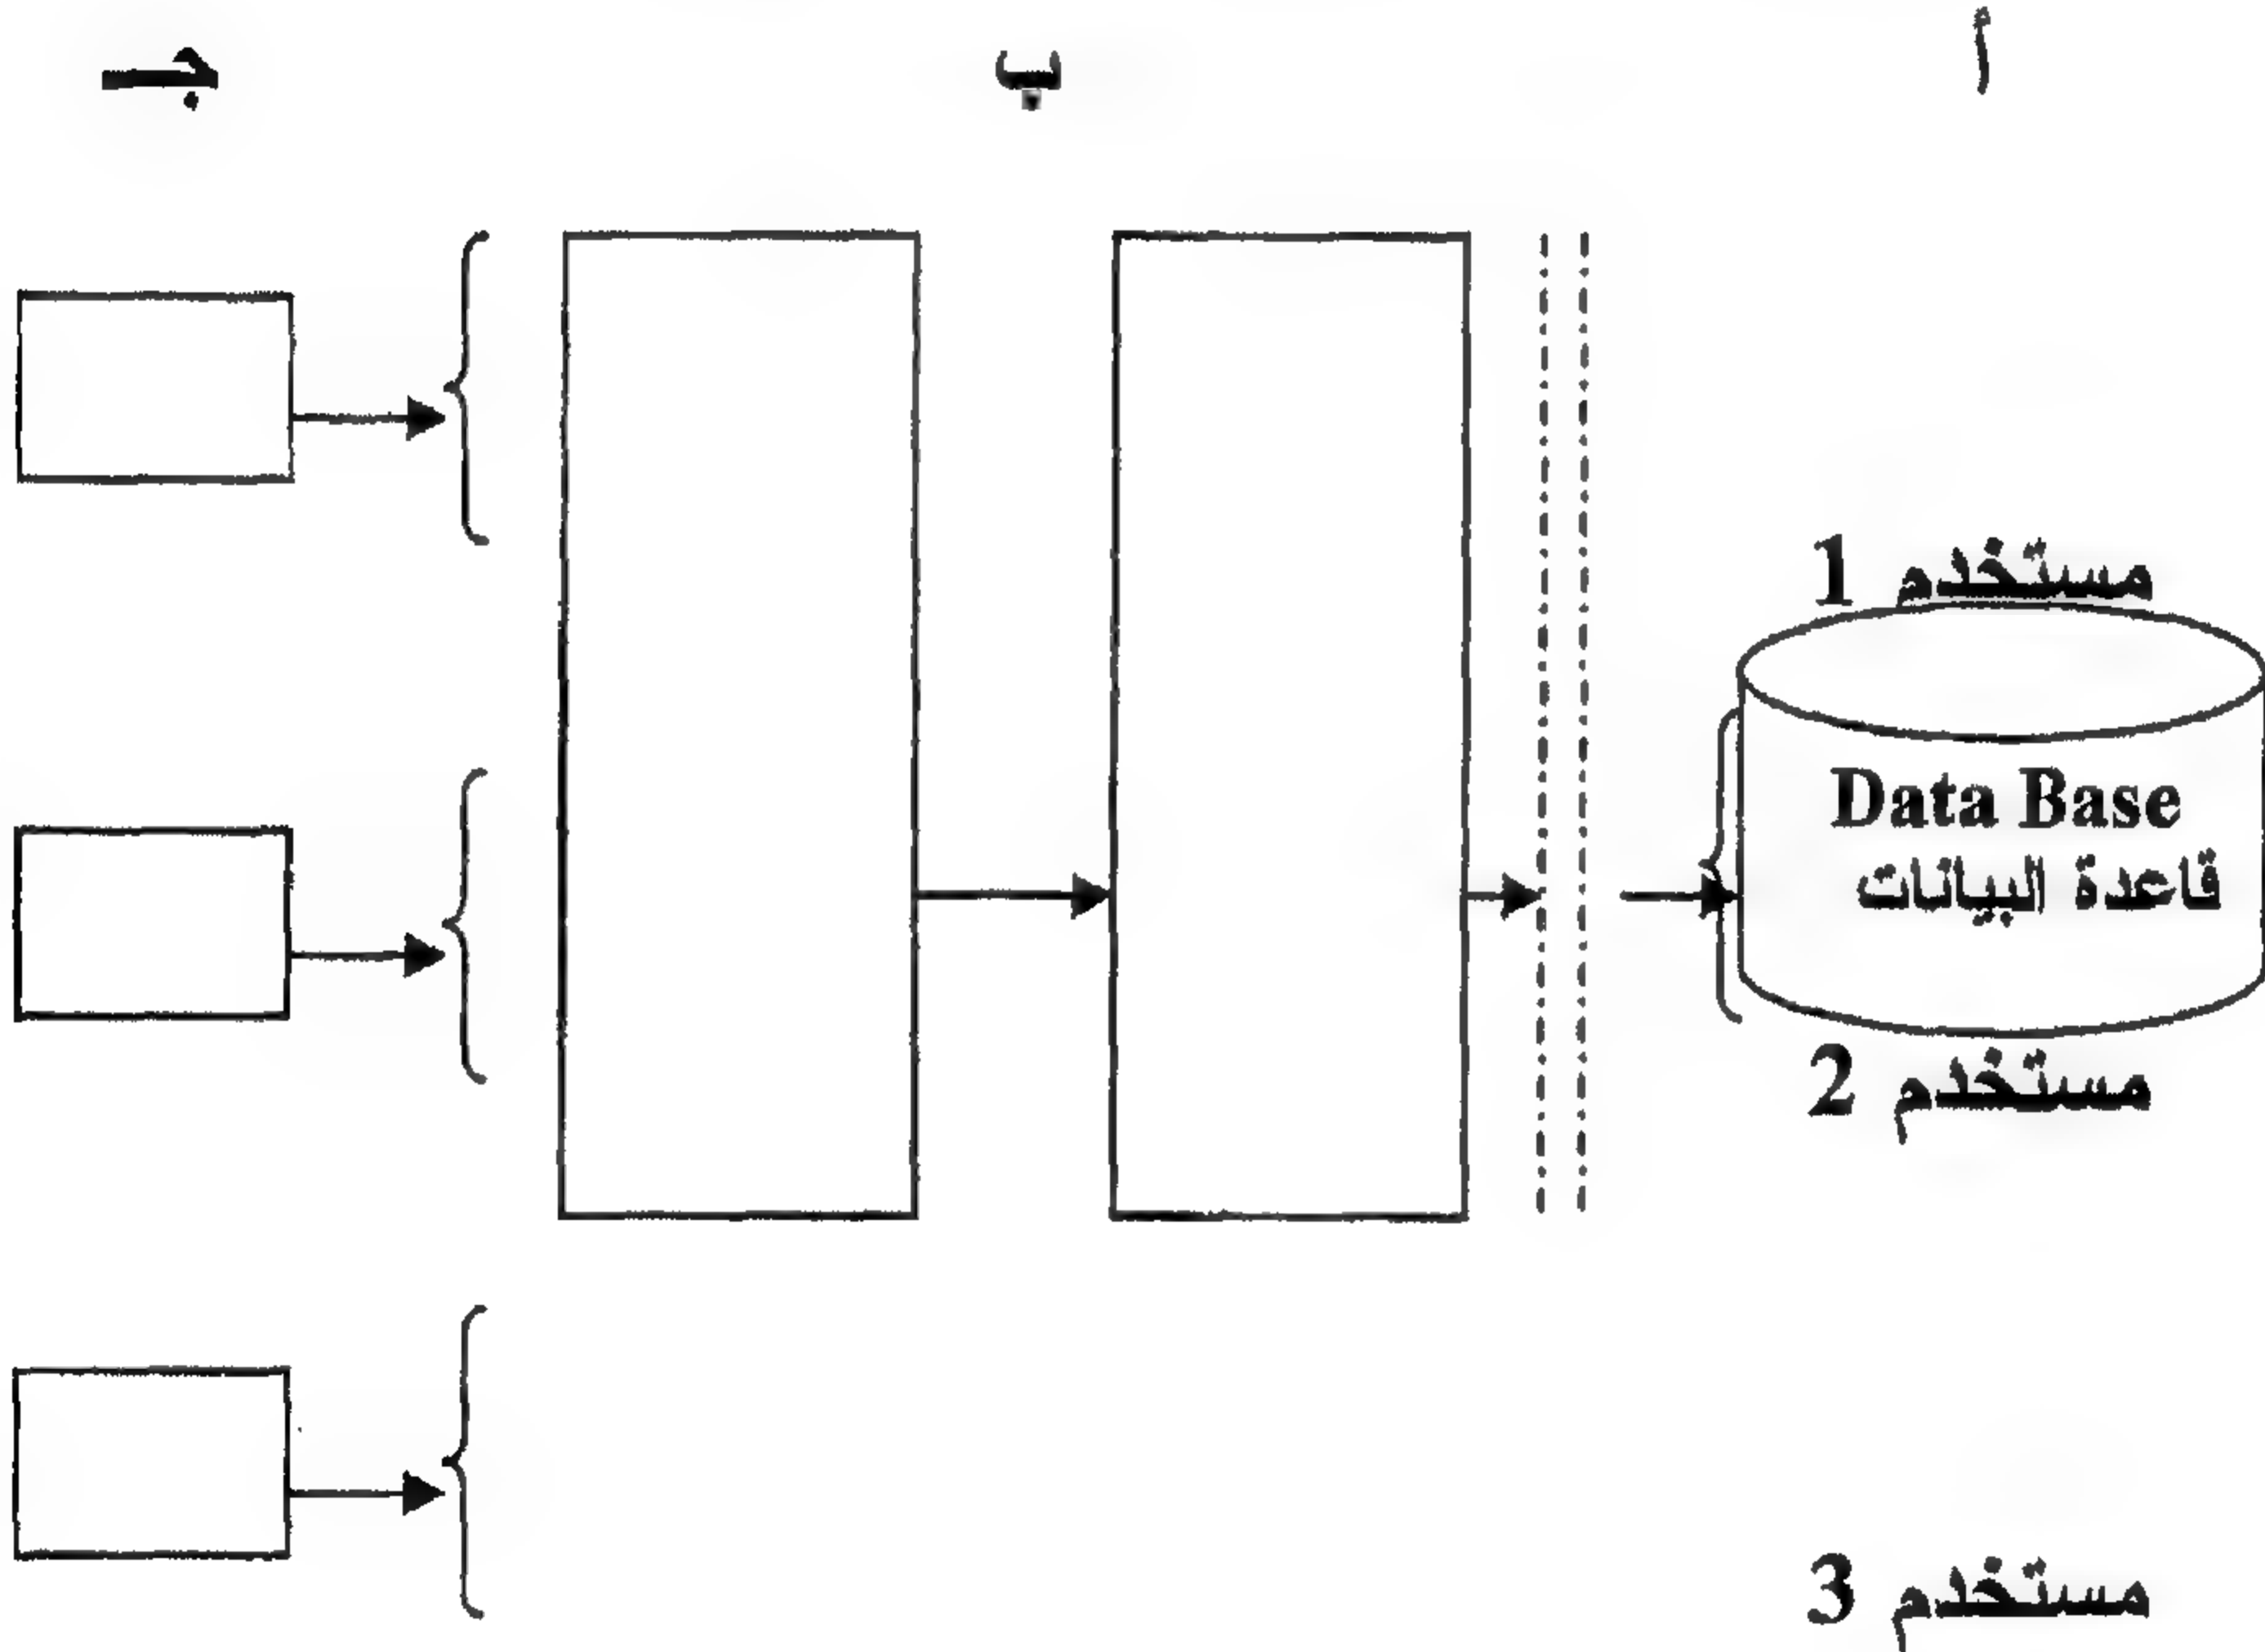 أ
ب
جـ
مستخدم 1
Data Base
قاعدة البيانات
مستخدم 2
مستخدم 3